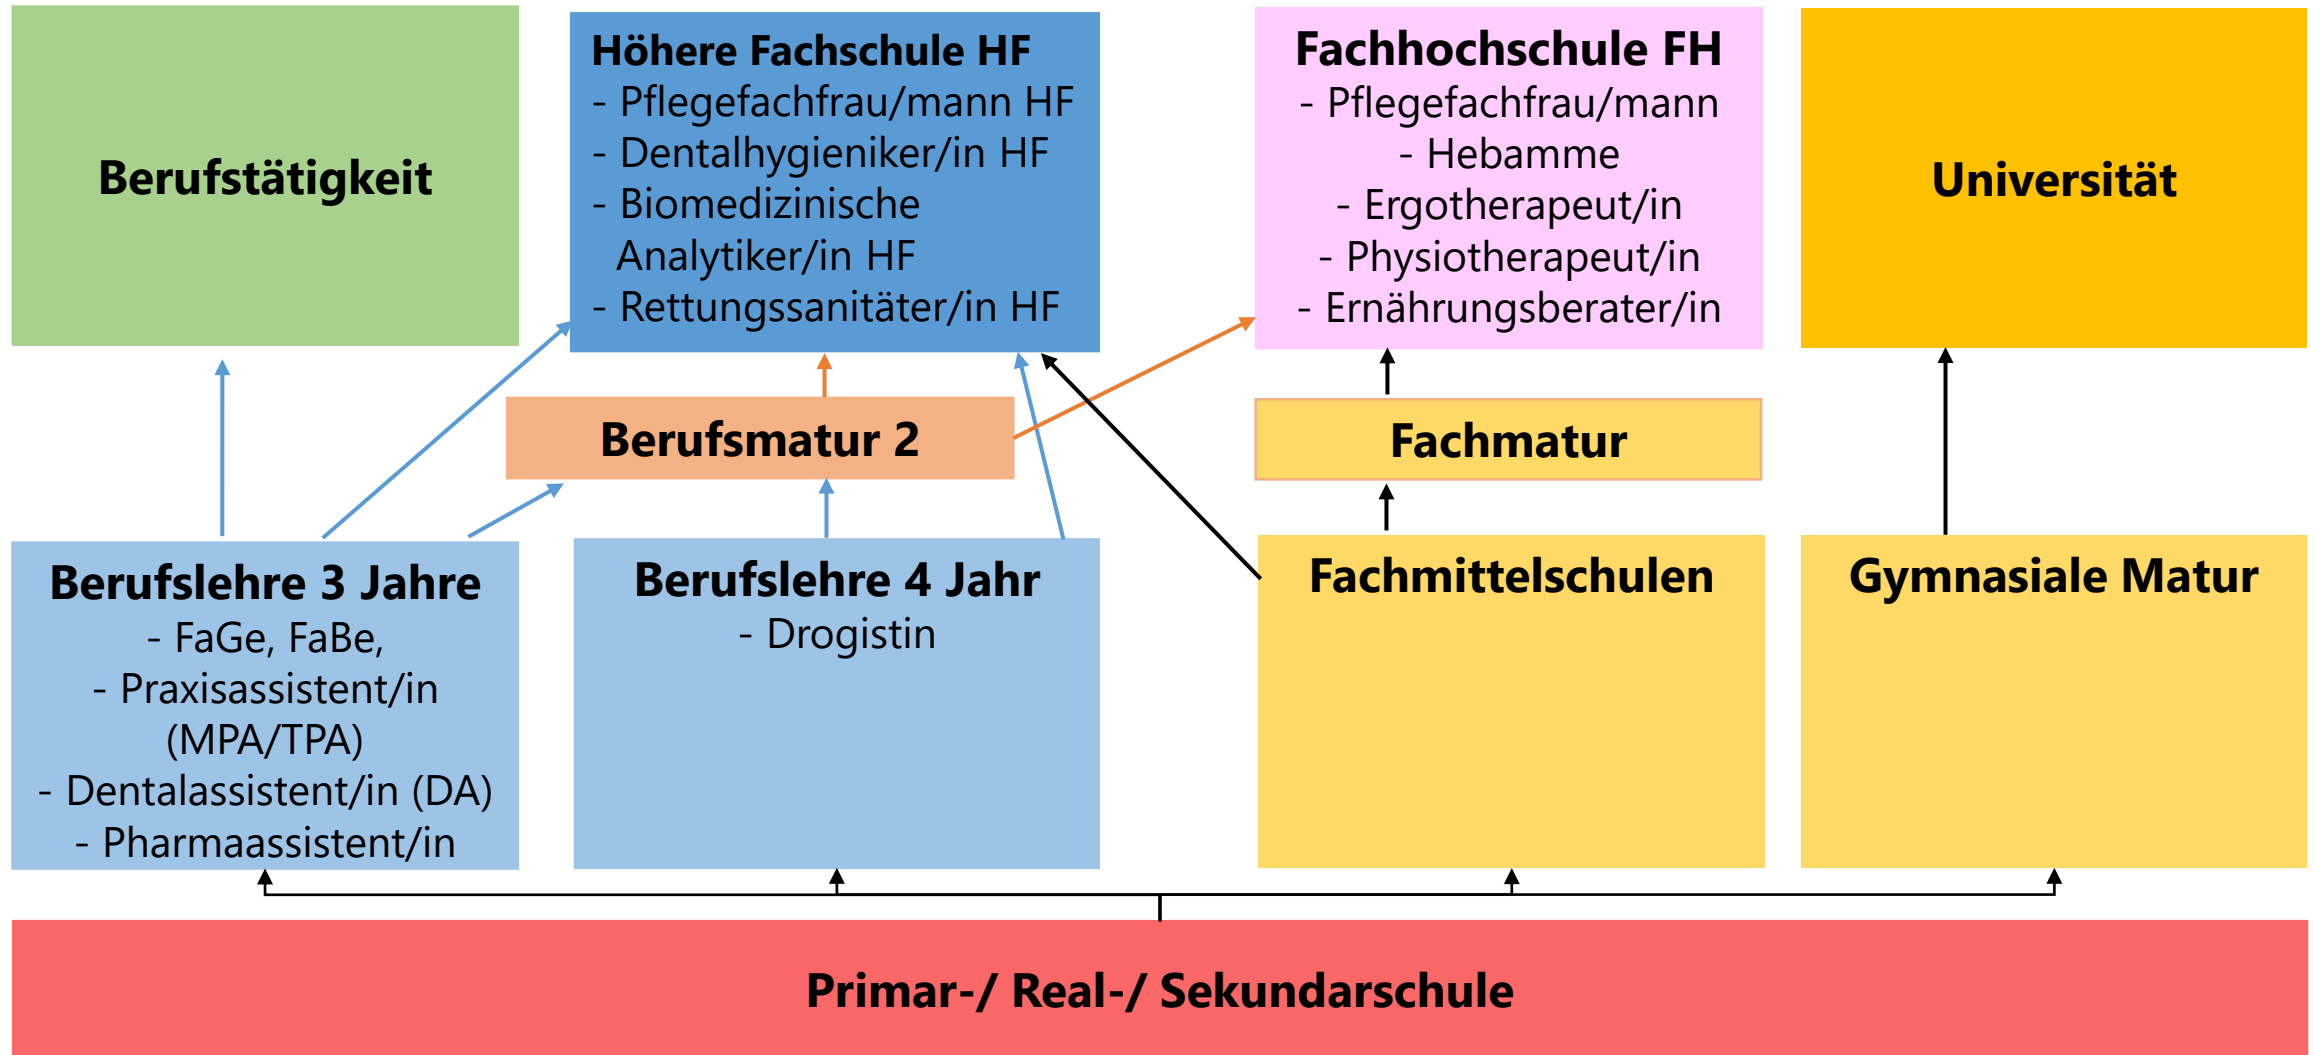 Berufstätigkeit
Höhere Fachschule HF
- Pflegefachfrau/mann HF
- Dentalhygieniker/in HF
- Biomedizinische
Analytiker/in HF
- Rettungssanitäter/in HF
Fachhochschule FH
- Pflegefachfrau/mann
- Hebamme
- Ergotherapeut/in
- Physiotherapeut/in
- Ernährungsberater/in
Universität
Berufsmatur 2
Fachmatur
Berufslehre 3 Jahre
- FaGe, FaBe,
- Praxisassistent/in
(MPA/TPA)
- Dentalassistent/in (DA)
- Pharmaassistent/in
Berufslehre 4 Jahr
- Drogistin
Fachmittelschulen
Gymnasiale Matur
Primar-/ Real-/ Sekundarschule